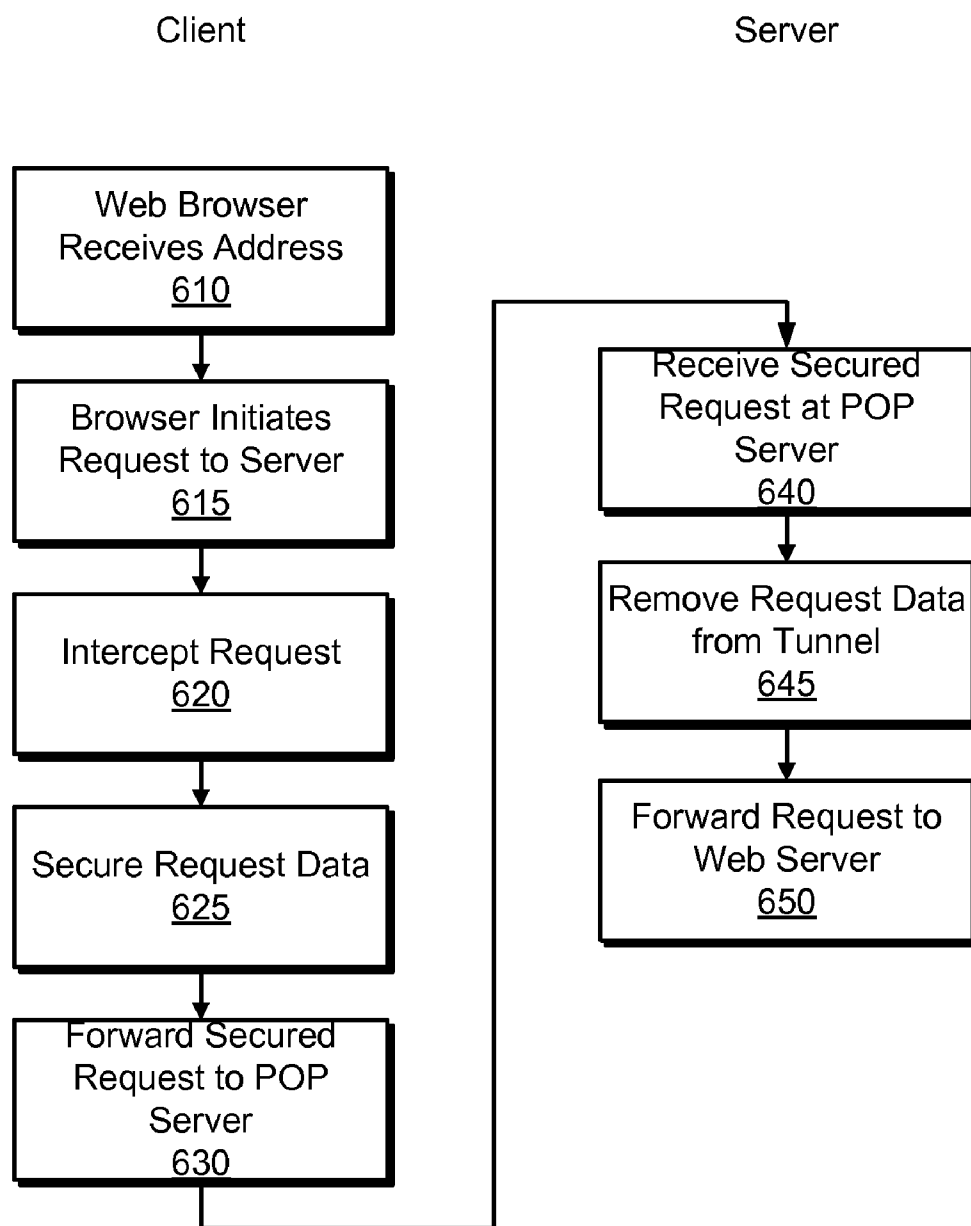 Client
Server
Web Browser
Receives Address
610
Browser Initiates
Request to Server
615
Intercept Request
620
Secure Request Data
625
Forward Secured
Request to POP
Server
630
Receive Secured
Request at POP
Server
640
Remove Request Data
from Tunnel
645
Forward Request to
Web Server
650